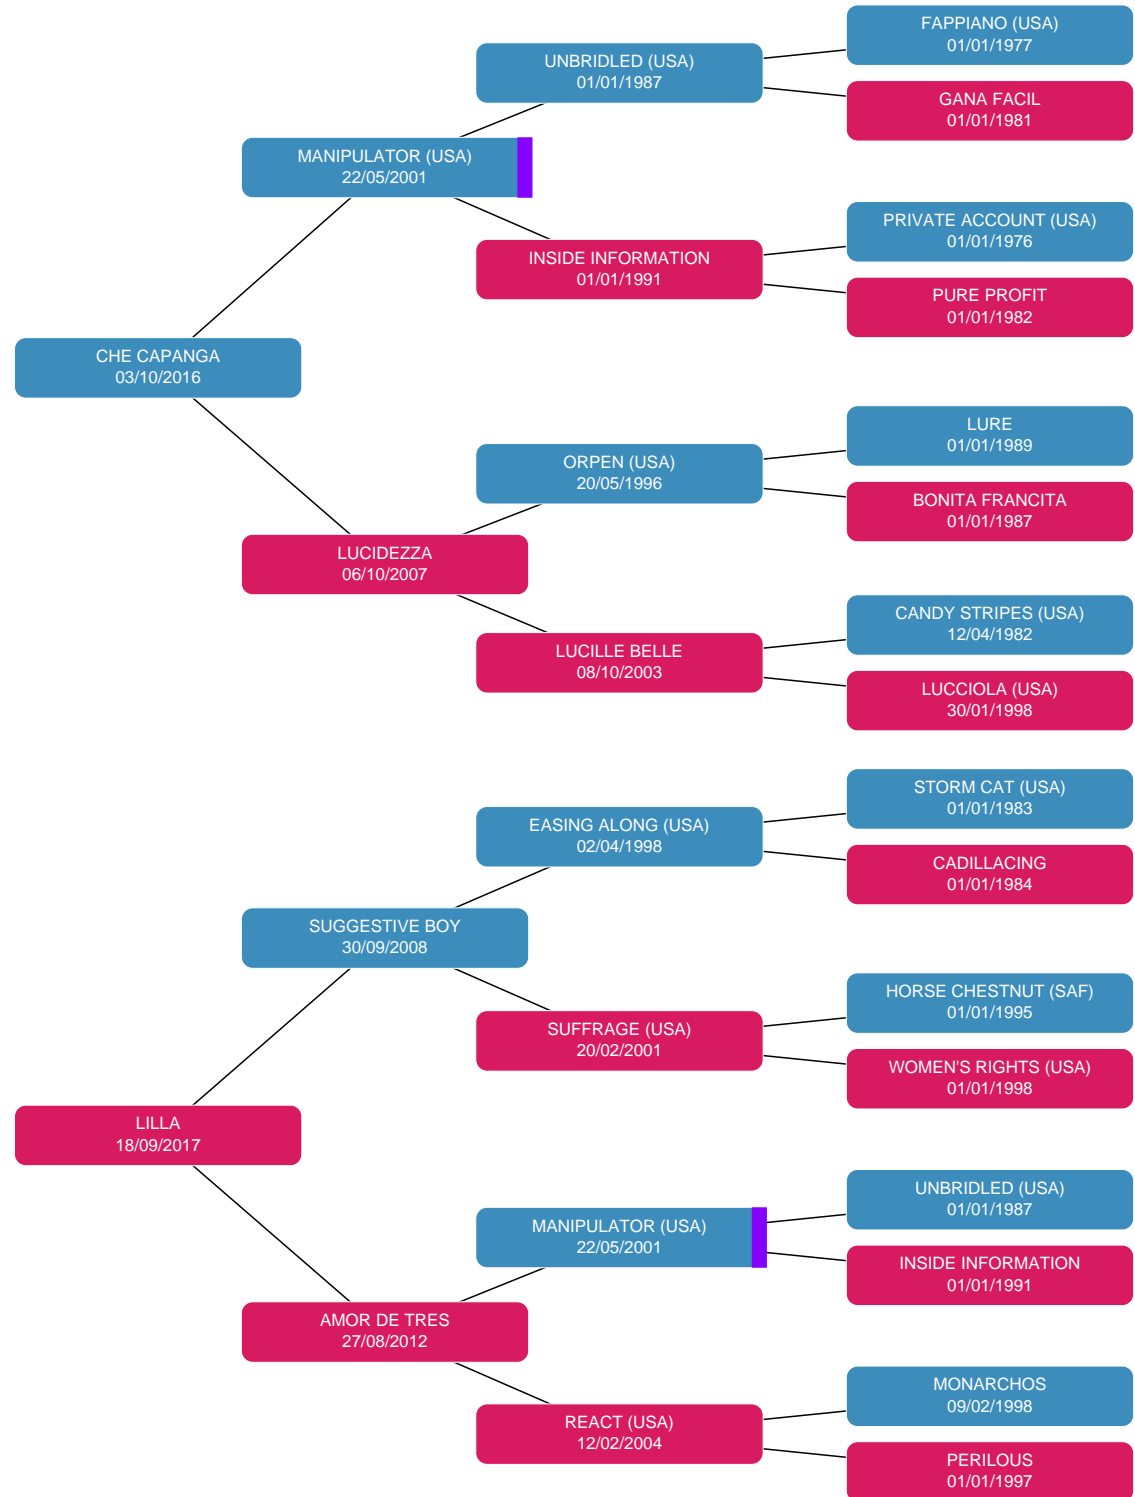 FAPPIANO (USA)
01/01/1977
UNBRIDLED (USA)
01/01/1987
GANA FACIL
01/01/1981
MANIPULATOR (USA)
22/05/2001
PRIVATE ACCOUNT (USA)
01/01/1976
INSIDE INFORMATION
01/01/1991
PURE PROFIT
01/01/1982
CHE CAPANGA
03/10/2016
LURE
01/01/1989
ORPEN (USA)
20/05/1996
BONITA FRANCITA
01/01/1987
LUCIDEZZA
06/10/2007
CANDY STRIPES (USA)
12/04/1982
LUCILLE BELLE
08/10/2003
LUCCIOLA (USA)
30/01/1998
STORM CAT (USA)
01/01/1983
EASING ALONG (USA)
02/04/1998
CADILLACING
01/01/1984
SUGGESTIVE BOY
30/09/2008
HORSE CHESTNUT (SAF)
01/01/1995
SUFFRAGE (USA)
20/02/2001
WOMEN'S RIGHTS (USA)
01/01/1998
LILLA
18/09/2017
UNBRIDLED (USA)
01/01/1987
MANIPULATOR (USA)
22/05/2001
INSIDE INFORMATION
01/01/1991
AMOR DE TRES
27/08/2012
MONARCHOS
09/02/1998
REACT (USA)
12/02/2004
PERILOUS
01/01/1997